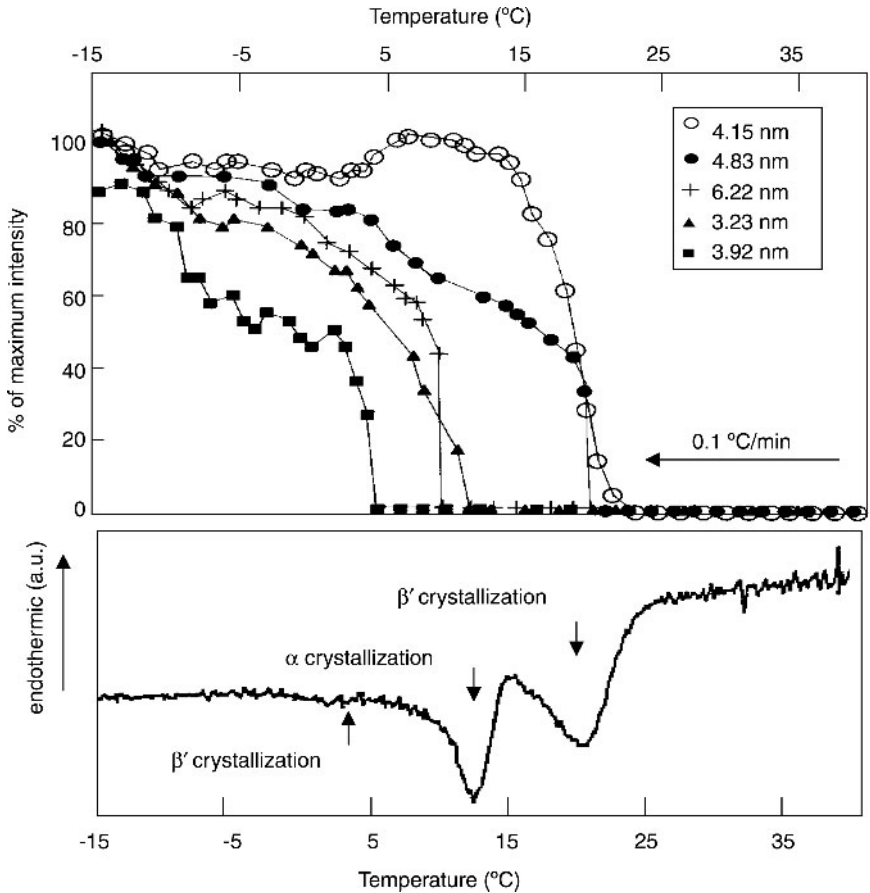 Temperature (ºC)
-15 -5 5 15 25 35
% of maximum intensity
100
80
60
40
20
0
4.15 nm
4.83 nm
6.22 nm
3.23 nm
3.92 nm
0.1 ºC/min
endothermic (a.u.)
β′ crystallization
α crystallization
β′ crystallization
-15 -5 5 15 25 35
Temperature (ºC)